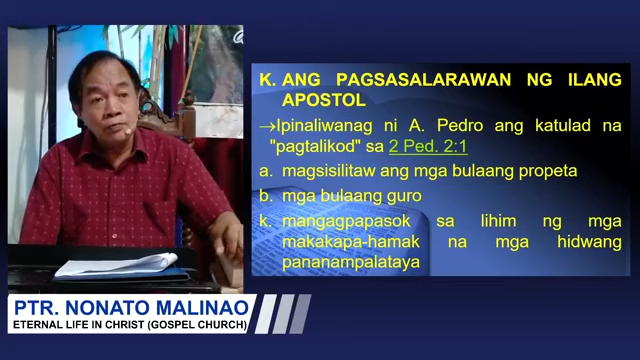 K. ANG PAGSASALARAWAN NG ILANG
APOSTOL
→Ipinaliwanag ni A. Pedro ang katulad na
"pagtalikod" sa 2 Ped. 2:1
a. magsisilitaw ang mga bulaang propeta
b. mga bulaang guro
k. mangagpapasok sa lihim ng mga
makakapa-hamak na mga hidwang
pananampalataya
PTR. NONATO MALINAO
ETERNAL LIFE IN CHRIST (GOSPEL CHURCH)